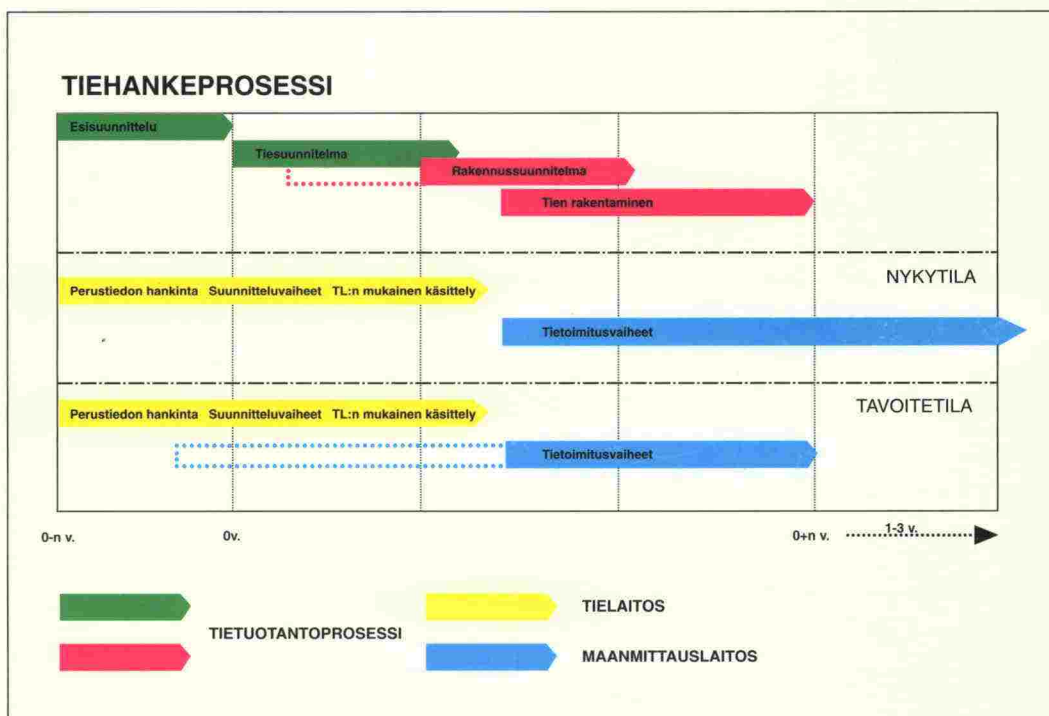 TIEHANKEPROSESSI
Esisuunnittelu
Tiesuunnitelma
Rakennussuunnitelma
Tien rakentaminen
NYKYTILA
Perustiedon hankinta Suunnitteluvaiheet TL:n mukainen käsittely
Tietoimitusvaiheet
TAVOITETILA
Perustiedon hankinta Suunnitteluvaiheet TL:n mukainen käsittely
Tietoimitusvaiheet
0-n v. 0v. 0+n v. 1-3 v.
TIETUOTANTOPROSESSI
TIELAITOS
MAANMITTAUSLAITOS